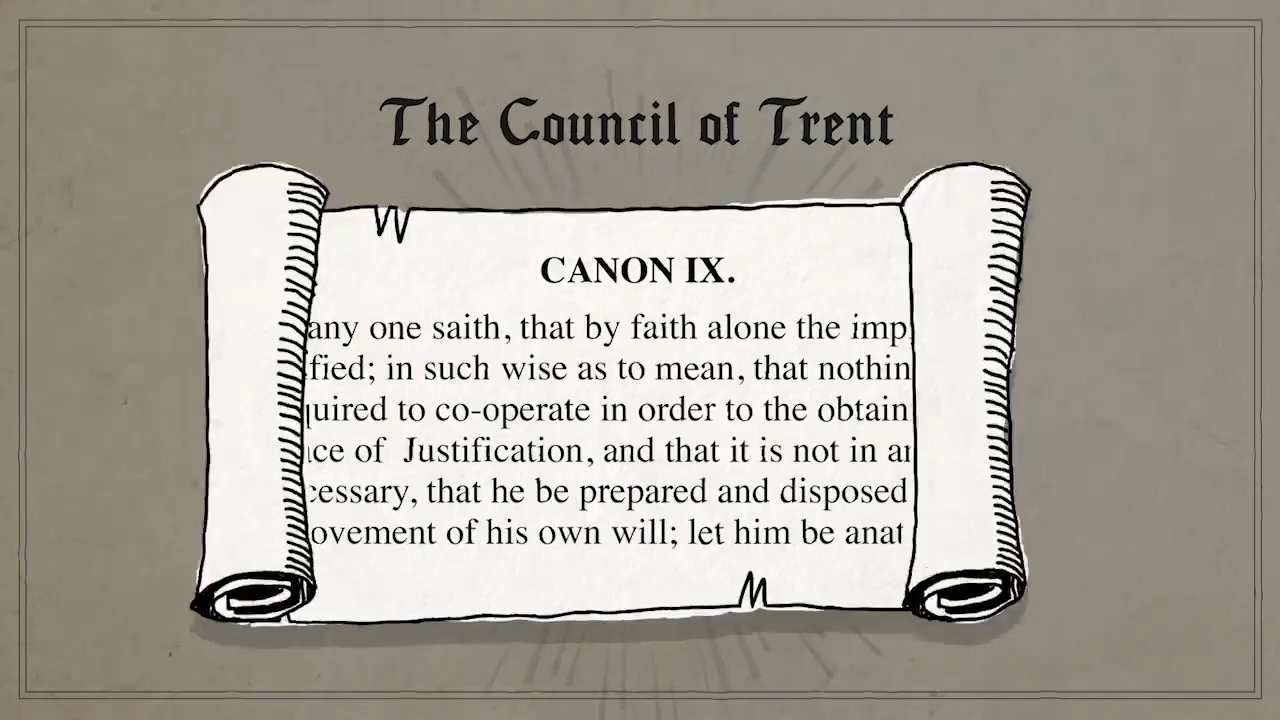 The Council of Trent
CANON IX.
any one saith, that by faith alone the imp
fied; in such wise as to mean, that nothin
quired to co-operate in order to the obtain
ce of Justification, and that it is not in an
cessary, that he be prepared and disposed
ovement of his own will; let him be anat